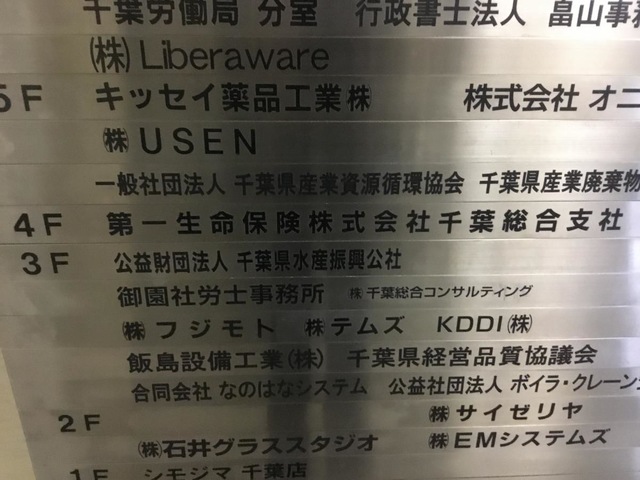 千葉労働局 分室 行政書士法人 畠山事務
(株) Liberaware
5F キッセイ薬品工業㈱ 株式会社 オニ
㈱USEN
一般社団法人 千葉県産業資源循環協会 千葉県産業廃棄物
4F 第一生命保険株式会社千葉総合支社
3F 公益財団法人 千葉県水産振興公社
御園社労士事務所 ㈱千葉総合コンサルティング
㈱フジモト ㈱テムズ KDDI㈱
飯島設備工業(株) 千葉県経営品質協議会
合同会社 なのはなシステム 公益社団法人 ボイラ・クレーン
2F ㈱サイゼリヤ
㈱石井グラススタジオ ㈱EMシステムズ
1F シモジマ 千葉店